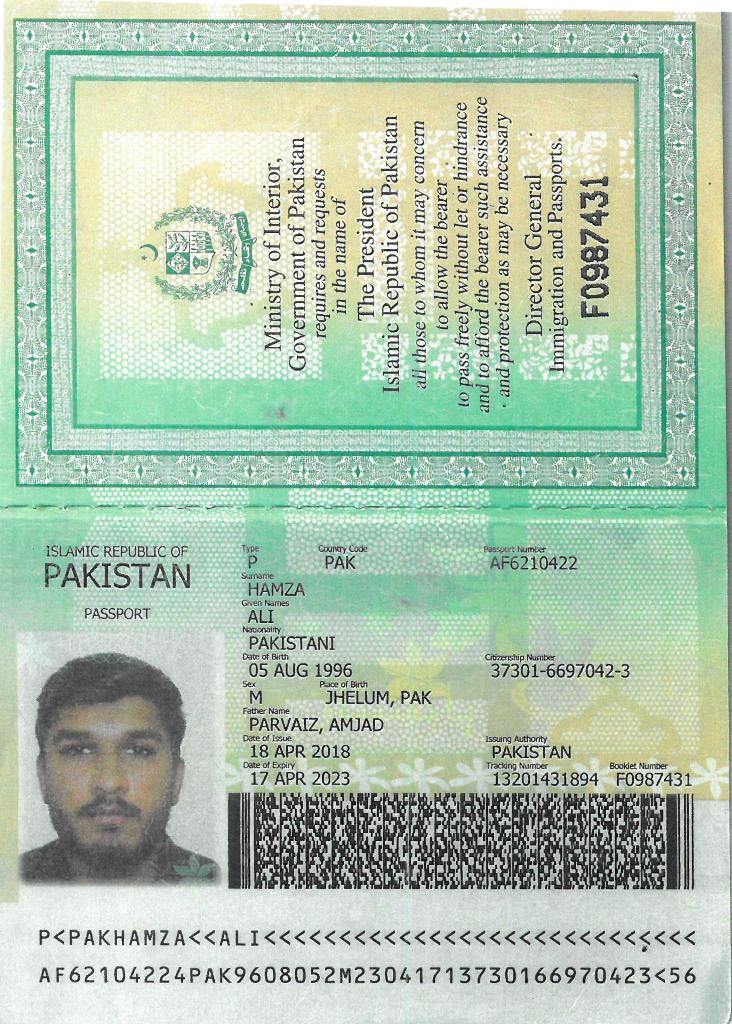 Ministry of Interior,
Government of Pakistan
requires and requests
in the name of
The President
Islamic Republic of Pakistan
all those to whom it may concern
to allow the bearer
to pass freely without let or hindrance
and to afford the bearer such assistance
and protection as may be necessary
Director General
Immigration and Passports.
F0987431
ISLAMIC REPUBLIC OF
PAKISTAN
PASSPORT
Type Country Code Passport Number
P PAK AF6210422
Surname
HAMZA
Given Names
ALI
Nationality
PAKISTANI
Date of Birth Citizenship Number
05 AUG 1996 37301-6697042-3
Sex Place of Birth
M JHELUM, PAK
Father Name
PARVAIZ, AMJAD
Date of Issue Issuing Authority
18 APR 2018 PAKISTAN
Date of Expiry Tracking Number Booklet Number
17 APR 2023 13201431894 F0987431
P<PAKHAMZA<<ALI<<<<<<<<<<<<<<<<<<<<<<<<<<<<<
AF62104224PAK9608052M23041713730166970423<56